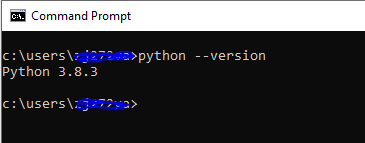 Command Prompt
c:\users\>python --version
Python 3.8.3
c:\users\>